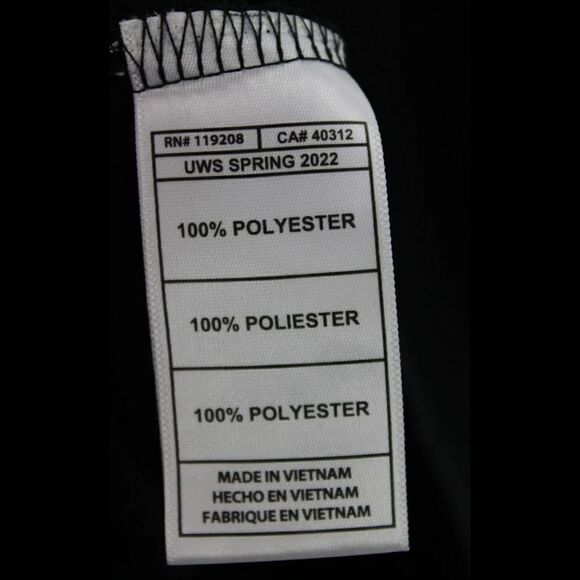 RN# 119208 CA# 40312
UWS SPRING 2022
100% POLYESTER
100% POLIESTER
100% POLYESTER
MADE IN VIETNAM
HECHO EN VIETNAM
FABRIQUE EN VIETNAM